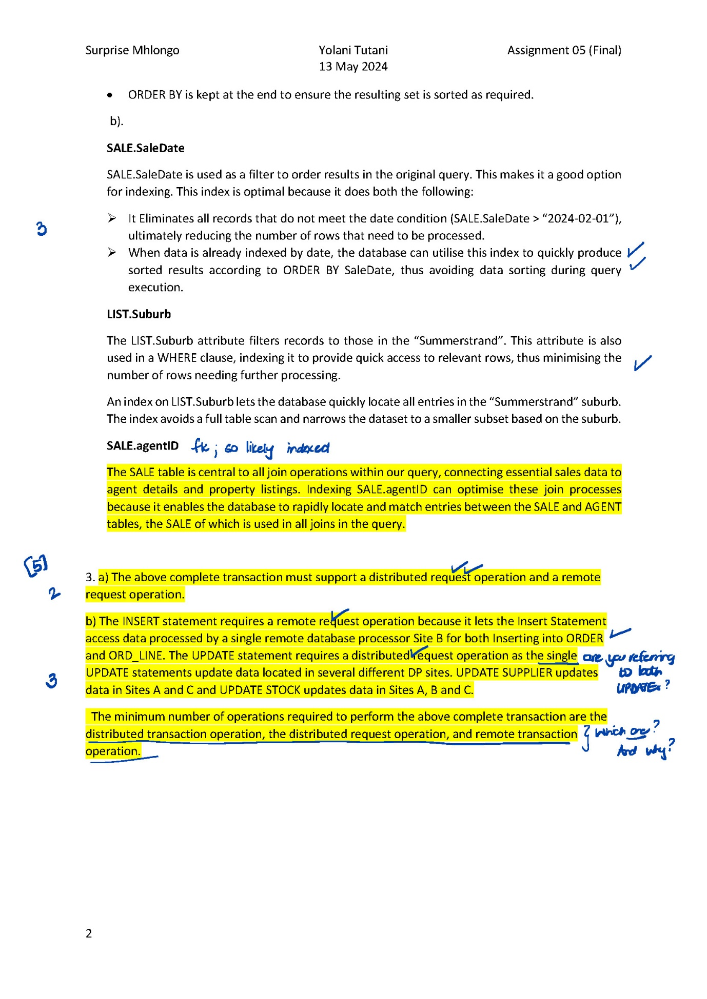 Surprise Mhlongo Yolani Tutani Assignment 05 (Final)
13 May 2024
• ORDER BY is kept at the end to ensure the resulting set is sorted as required.
b).
SALE.SaleDate
SALE.SaleDate is used as a filter to order results in the original query. This makes it a good option
for indexing. This index is optimal because it does both the following:
➢ It Eliminates all records that do not meet the date condition (SALE.SaleDate > “2024-02-01”),
3
ultimately reducing the number of rows that need to be processed.
➢ When data is already indexed by date, the database can utilise this index to quickly produce
sorted results according to ORDER BY SaleDate, thus avoiding data sorting during query
execution.
LIST.Suburb
The LIST.Suburb attribute filters records to those in the “Summerstrand”. This attribute is also
used in a WHERE clause, indexing it to provide quick access to relevant rows, thus minimising the
number of rows needing further processing.
An index on LIST.Suburb lets the database quickly locate all entries in the “Summerstrand” suburb.
The index avoids a full table scan and narrows the dataset to a smaller subset based on the suburb.
SALE.agentID fk; so likely indexed
The SALE table is central to all join operations within our query, connecting essential sales data to
agent details and property listings. Indexing SALE.agentID can optimise these join processes
because it enables the database to rapidly locate and match entries between the SALE and AGENT
tables, the SALE of which is used in all joins in the query.
[5]
3. a) The above complete transaction must support a distributed request operation and a remote
2 request operation.
b) The INSERT statement requires a remote request operation because it lets the Insert Statement
access data processed by a single remote database processor Site B for both Inserting into ORDER
and ORD_LINE. The UPDATE statement requires a distributed request operation as the single are you referring
UPDATE statements update data located in several different DP sites. UPDATE SUPPLIER updates to both
3 data in Sites A and C and UPDATE STOCK updates data in Sites A, B and C. UPDATEs?
The minimum number of operations required to perform the above complete transaction are the
distributed transaction operation, the distributed request operation, and remote transaction } which one?
operation. And why?
2